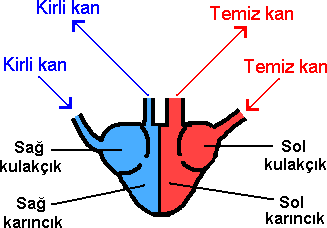 Kirli kan
Temiz kan
Kirli kan
Temiz kan
Sağ
kulakçık
Sol
kulakçık
Sağ
karıncık
Sol
karıncık